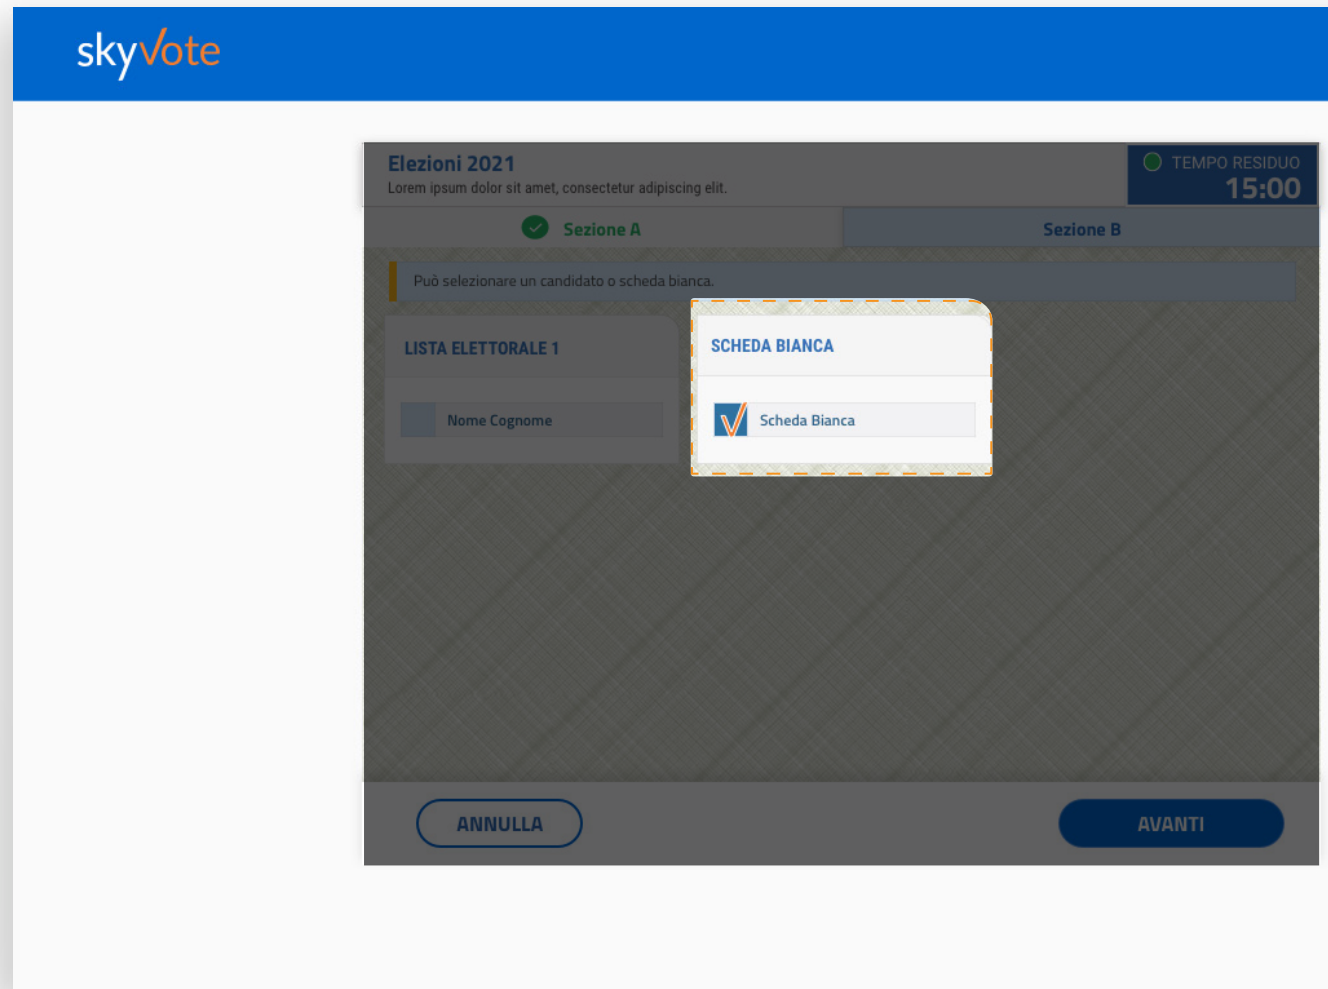 skyvote
Elezioni 2021
Lorem ipsum dolor sit amet, consectetur adipiscing elit.
TEMPO RESIDUO
15:00
Sezione A
Sezione B
Può selezionare un candidato o scheda bianca.
LISTA ELETTORALE 1
SCHEDA BIANCA
Nome Cognome
Scheda Bianca
ANNULLA
AVANTI